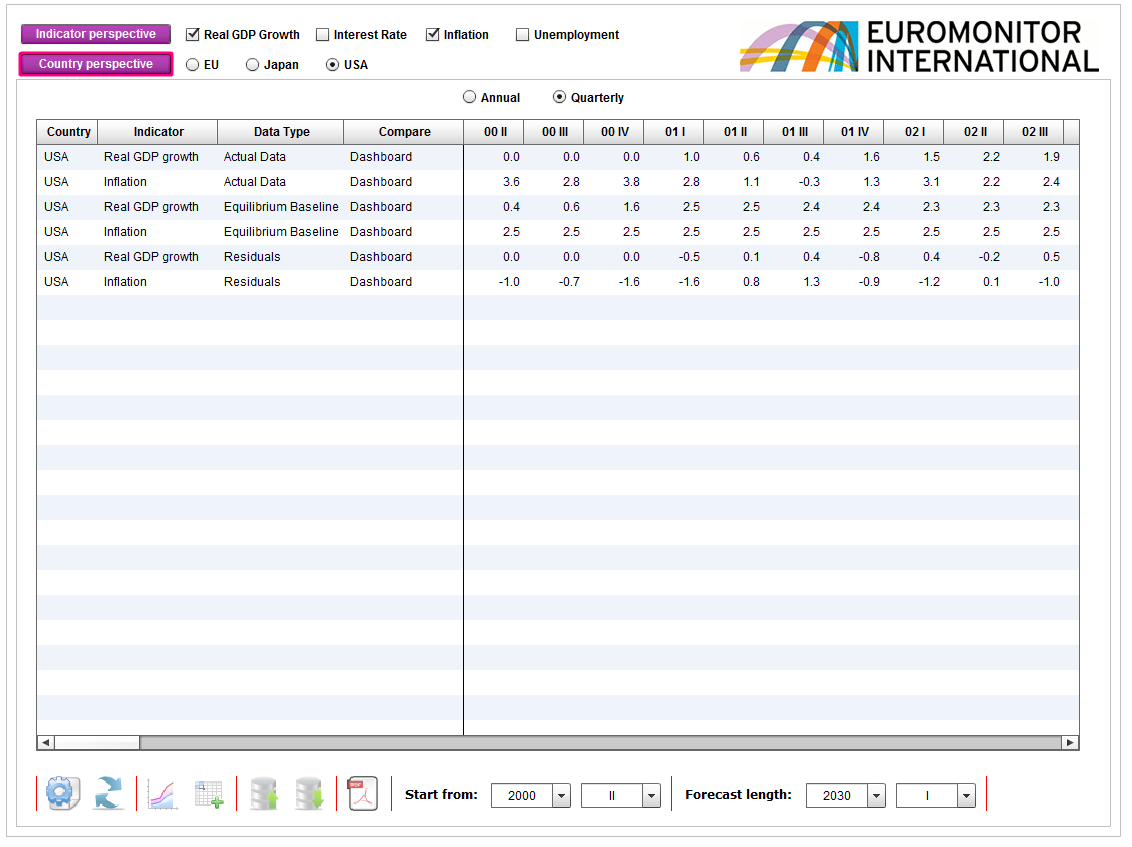 Indicator perspective Real GDP Growth Interest Rate Inflation Unemployment
Country perspective EU Japan USA
EUROMONITOR
INTERNATIONAL
Annual Quarterly
Country Indicator Data Type Compare 00 II 00 III 00 IV 01 I 01 II 01 III 01 IV 02 I 02 II 02 III
USA Real GDP growth Actual Data Dashboard 0.0 0.0 0.0 1.0 0.6 0.4 1.6 1.5 2.2 1.9
USA Inflation Actual Data Dashboard 3.6 2.8 3.8 2.8 1.1 -0.3 1.3 3.1 2.2 2.4
USA Real GDP growth Equilibrium Baseline Dashboard 0.4 0.6 1.6 2.5 2.5 2.4 2.4 2.3 2.3 2.3
USA Inflation Equilibrium Baseline Dashboard 2.5 2.5 2.5 2.5 2.5 2.5 2.5 2.5 2.5 2.5
USA Real GDP growth Residuals Dashboard 0.0 0.0 0.0 -0.5 0.1 0.4 -0.8 0.4 -0.2 0.5
USA Inflation Residuals Dashboard -1.0 -0.7 -1.6 -1.6 0.8 1.3 -0.9 -1.2 0.1 -1.0
PDF Start from: 2000 II Forecast length: 2030 I